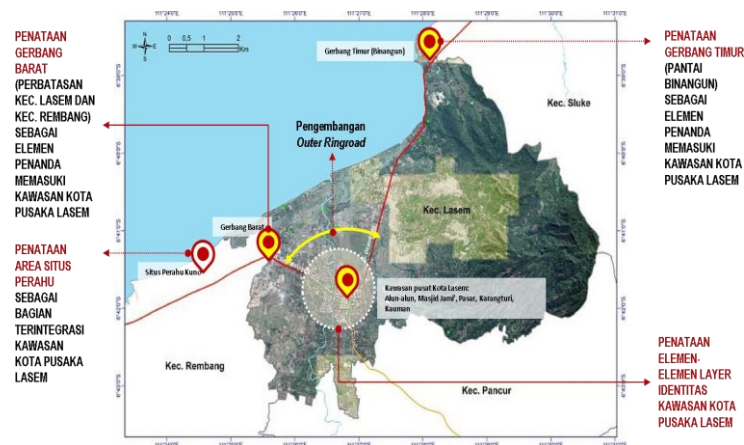 PENATAAN
GERBANG
BARAT
(PERBATASAN
KEC. LASEM DAN
KEC. REMBANG)
SEBAGAI
ELEMEN
PENANDA
MEMASUKI
KAWASAN KOTA
PUSAKA LASEM
PENATAAN
AREA SITUS
PERAHU
SEBAGAI
BAGIAN
TERINTEGRASI
KAWASAN
KOTA PUSAKA
LASEM
N
W
E
S
0 0.5 1 2
Km
Gerbang Timur (Binangun)
Kec. Sluke
Pengembangan
Outer Ringroad
Kec. Lasem
Gerbang Barat
Situs Perahu Kuno
Kawasan pusat Kota Lasem:
Alun-alun, Masjid Jami', Pasar, Karangturi,
Kauman
Kec. Rembang
Kec. Pancur
PENATAAN
GERBANG TIMUR
(PANTAI
BINANGUN)
SEBAGAI
ELEMEN
PENANDA
MEMASUKI
KAWASAN KOTA
PUSAKA LASEM
PENATAAN
ELEMEN-
ELEMEN LAYER
IDENTITAS
KAWASAN KOTA
PUSAKA LASEM